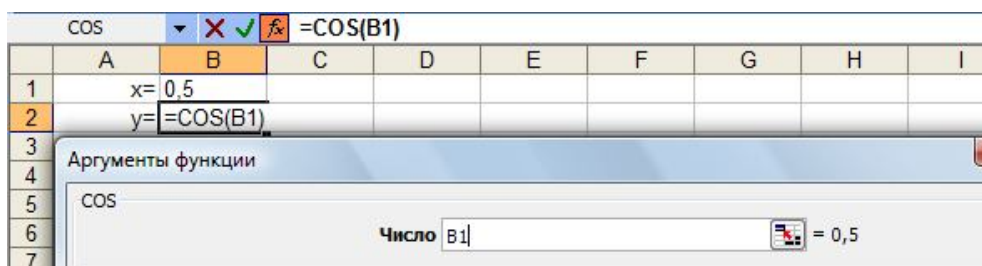 COS =COS(B1)
A B C D E F G H I
1 x= 0,5
2 y= =COS(B1)
3
Аргументы функции
4
5 COS
6 Число B1 = 0,5
7